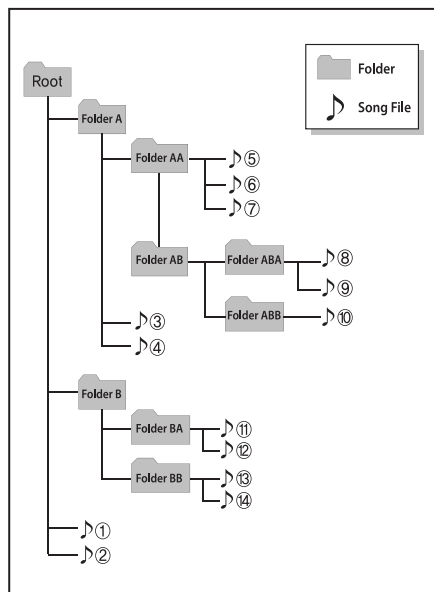 Root
Folder
Song File
Folder A
Folder AA
⑤
⑥
⑦
Folder AB
Folder ABA
⑧
⑨
Folder ABB
⑩
③
④
Folder B
Folder BA
⑪
⑫
Folder BB
⑬
⑭
①
②